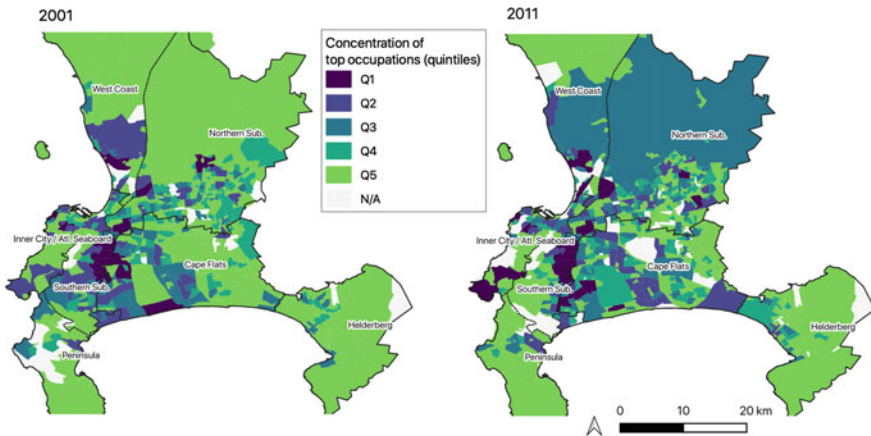 2001
2011
Concentration of
top occupations (quintiles)
Q1
Q2
Q3
Q4
Q5
N/A
West Coast
Northern Sub.
Inner City / Atl. Seaboard
Cape Flats
Southern Sub.
Helderberg
Peninsula
West Coast
Northern Sub.
Inner City / Atl. Seaboard
Cape Flats
Southern Sub.
Helderberg
Peninsula
0 10 20 km